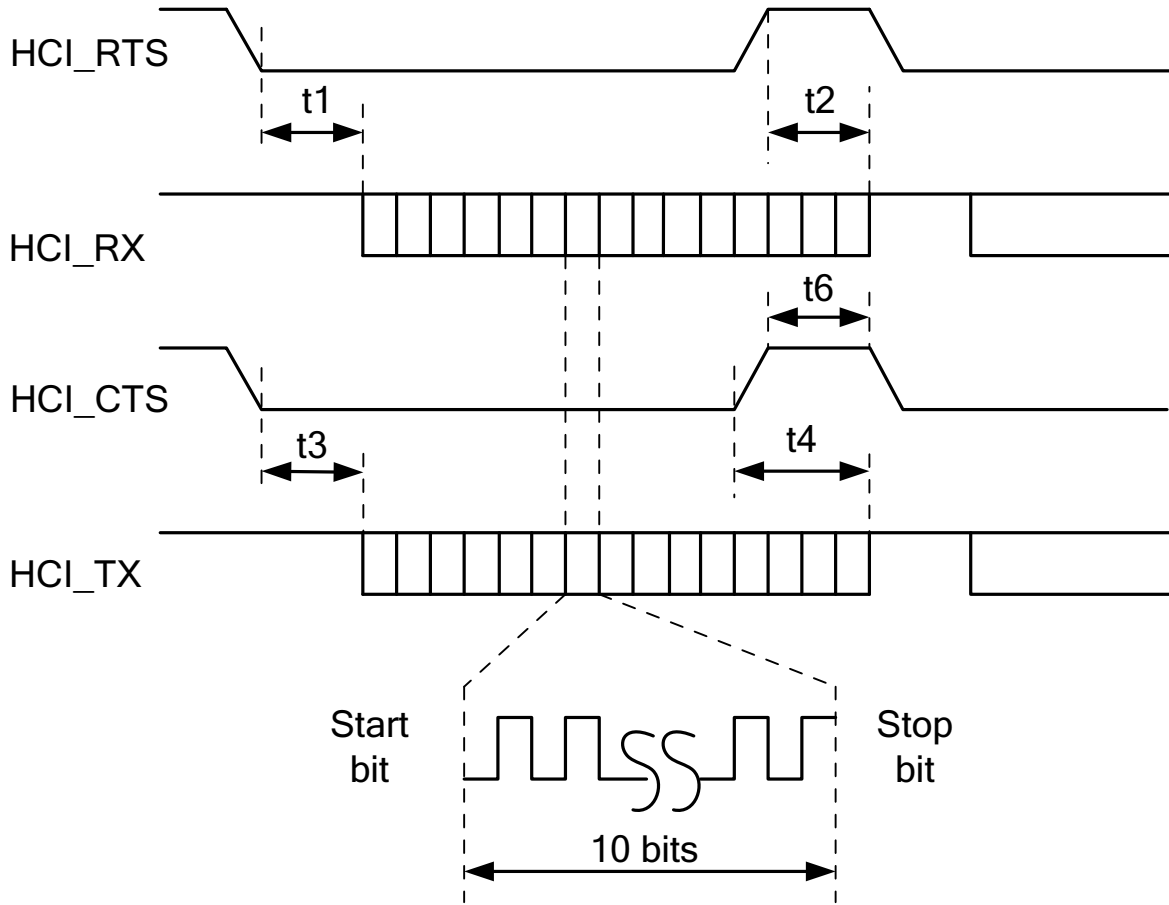 HCI_RTS
t1
t2
HCI_RX
t6
HCI_CTS
t3
t4
HCI_TX
Start
bit
Stop
bit
10 bits